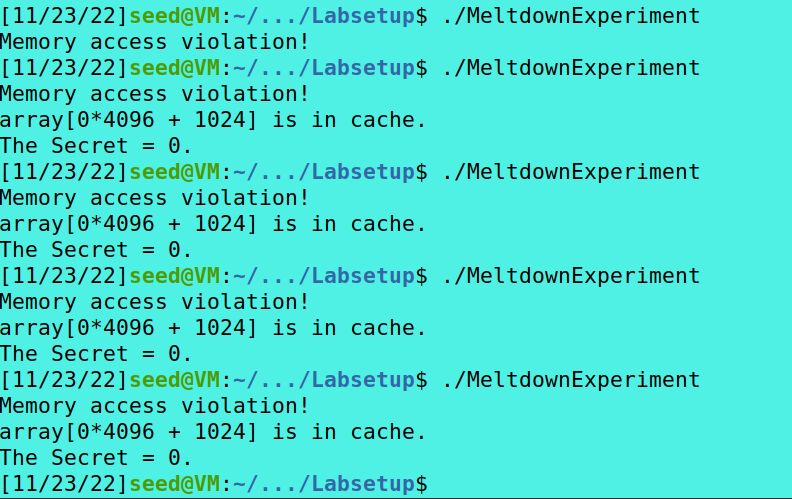 [11/23/22]seed@VM:~/.../Labsetup$ ./MeltdownExperiment
Memory access violation!
[11/23/22]seed@VM:~/.../Labsetup$ ./MeltdownExperiment
Memory access violation!
array[0*4096 + 1024] is in cache.
The Secret = 0.
[11/23/22]seed@VM:~/.../Labsetup$ ./MeltdownExperiment
Memory access violation!
array[0*4096 + 1024] is in cache.
The Secret = 0.
[11/23/22]seed@VM:~/.../Labsetup$ ./MeltdownExperiment
Memory access violation!
array[0*4096 + 1024] is in cache.
The Secret = 0.
[11/23/22]seed@VM:~/.../Labsetup$ ./MeltdownExperiment
Memory access violation!
array[0*4096 + 1024] is in cache.
The Secret = 0.
[11/23/22]seed@VM:~/.../Labsetup$